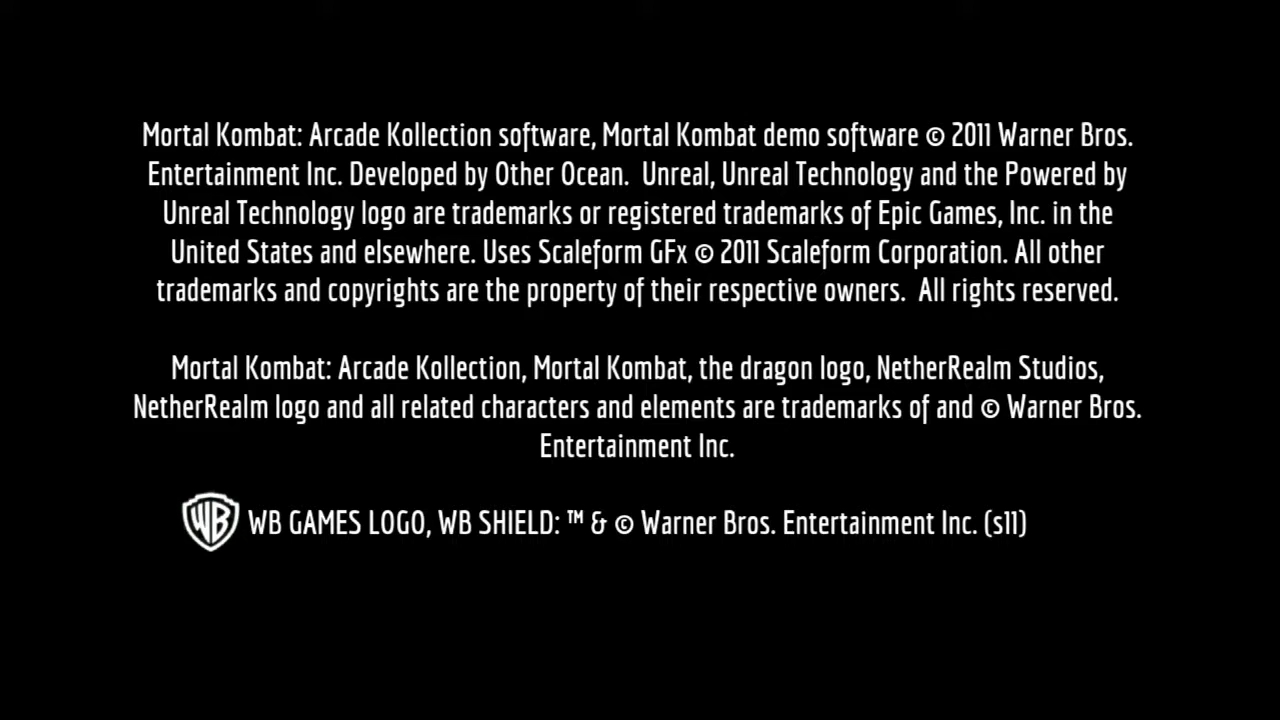 Mortal Kombat: Arcade Kollection software, Mortal Kombat demo software © 2011 Warner Bros.
Entertainment Inc. Developed by Other Ocean.  Unreal, Unreal Technology and the Powered by
Unreal Technology logo are trademarks or registered trademarks of Epic Games, Inc. in the
United States and elsewhere. Uses Scaleform GFx © 2011 Scaleform Corporation. All other
trademarks and copyrights are the property of their respective owners.  All rights reserved.
Mortal Kombat: Arcade Kollection, Mortal Kombat, the dragon logo, NetherRealm Studios,
NetherRealm logo and all related characters and elements are trademarks of and © Warner Bros.
Entertainment Inc.
WB WB GAMES LOGO, WB SHIELD: ™ & © Warner Bros. Entertainment Inc. (s11)